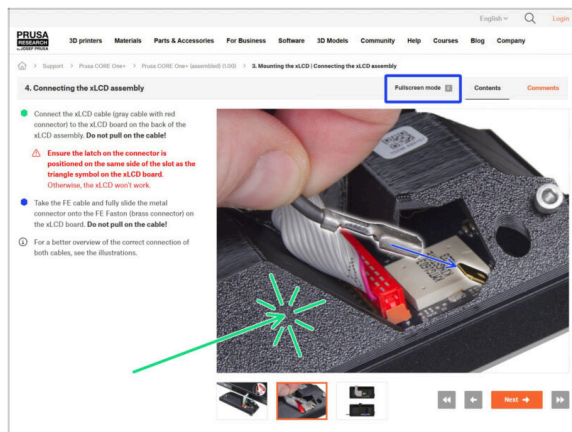 English
Login
PRUSA
RESEARCH
by JOSEF PRUSA
3D printers Materials Parts & Accessories For Business Software 3D Models Community Help Courses Blog Company
Support > Prusa CORE One+ > Prusa CORE One+ (assembled) (1.00) > 3. Mounting the xLCD | Connecting the xLCD assembly
4. Connecting the xLCD assembly
Fullscreen mode
Contents
Comments
Connect the xLCD cable (gray cable with red
connector) to the xLCD board on the back of the
xLCD assembly. Do not pull on the cable!
Ensure the latch on the connector is
positioned on the same side of the slot as the
triangle symbol on the xLCD board.
Otherwise, the xLCD won't work.
Take the FE cable and fully slide the metal
connector onto the FE Faston (brass connector) on
the xLCD board. Do not pull on the cable!
For a better overview of the correct connection of
both cables, see the illustrations.
Next